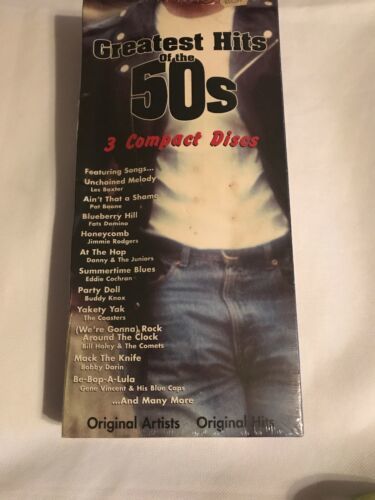 Greatest Hits
Of the
50s
3 Compact Discs
Featuring Songs...
Unchained Melody
Les Baxter
Ain't That a Shame
Pat Boone
Blueberry Hill
Fats Domino
Honeycomb
Jimmie Rodgers
At The Hop
Danny & The Juniors
Summertime Blues
Eddie Cochran
Party Doll
Buddy Knox
Yakety Yak
The Coasters
(We're Gonna) Rock
Around The Clock
Bill Haley & The Comets
Mack The Knife
Bobby Darin
Be-Bop-A-Lula
Gene Vincent & His Blue Caps
...And Many More
Original Artists Original Hits